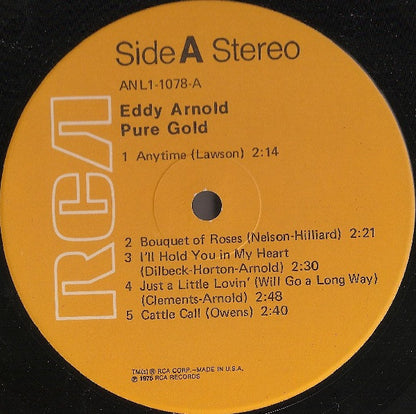 Side A Stereo
ANL1-1078-A
Eddy Arnold
Pure Gold
1 Anytime (Lawson) 2:14
2 Bouquet of Roses (Nelson-Hilliard) 2:21
3 I'll Hold You in My Heart
(Dilbeck-Horton-Arnold) 2:30
4 Just a Little Lovin' (Will Go a Long Way)
(Clements-Arnold) 2:48
5 Cattle Call (Owens) 2:40
RCA
TM(s) ® RCA CORP.—MADE IN U.S.A.
℗ 1975 RCA RECORDS